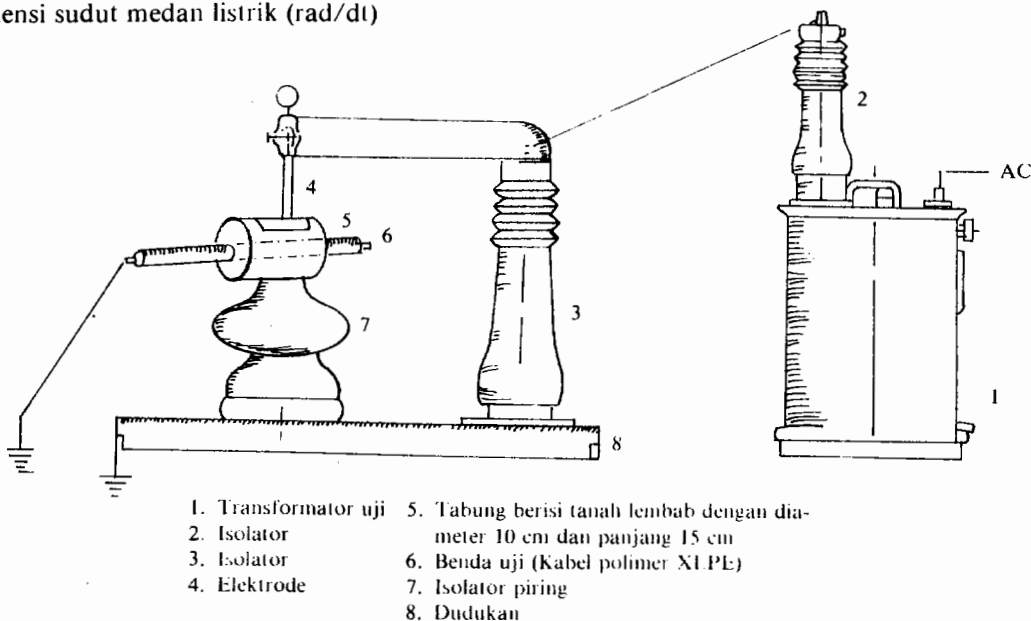 ensi sudut medan listrik (rad/dt)
2
AC
4
5
6
3
7
1
8
1. Transformator uji
2. Isolator
3. Isolator
4. Elektrode
5. Tabung berisi tanah lembab dengan dia-
meter 10 cm dan panjang 15 cm
6. Benda uji (Kabel polimer XLPE)
7. Isolator piring
8. Dudukan